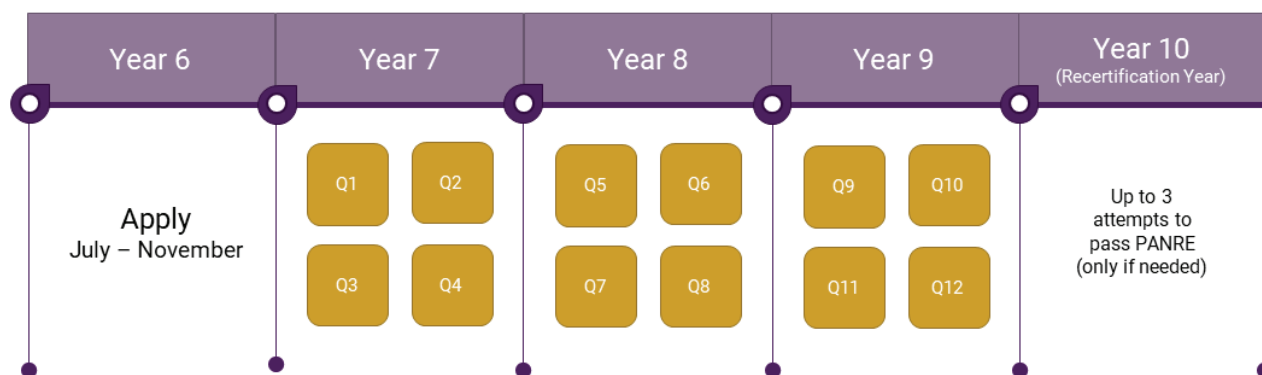 Year 6
Year 7
Year 8
Year 9
Year 10
(Recertification Year)
Apply
July – November
Q1
Q2
Q3
Q4
Q5
Q6
Q7
Q8
Q9
Q10
Q11
Q12
Up to 3
attempts to
pass PANRE
(only if needed)